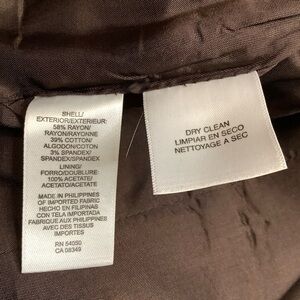 SHELL/
EXTERIOR/EXTERIEUR:
58% RAYON/
RAYON/RAYONNE
39% COTTON/
ALGODON/COTON
3% SPANDEX/
SPANDEX/SPANDEX
LINING/
FORRO/DOUBLURE
100% ACETATE/
ACETATO/ACETATE
MADE IN PHILIPPINES
OF IMPORTED FABRIC
HECHO EN FILIPINAS
CON TELA IMPORTADA
FABRIQUE AUX PHILIPPINES
AVEC DES TISSUS
IMPORTES
RN 54050
CA 08349
DRY CLEAN
LIMPIAR EN SECO
NETTOYAGE A SEC